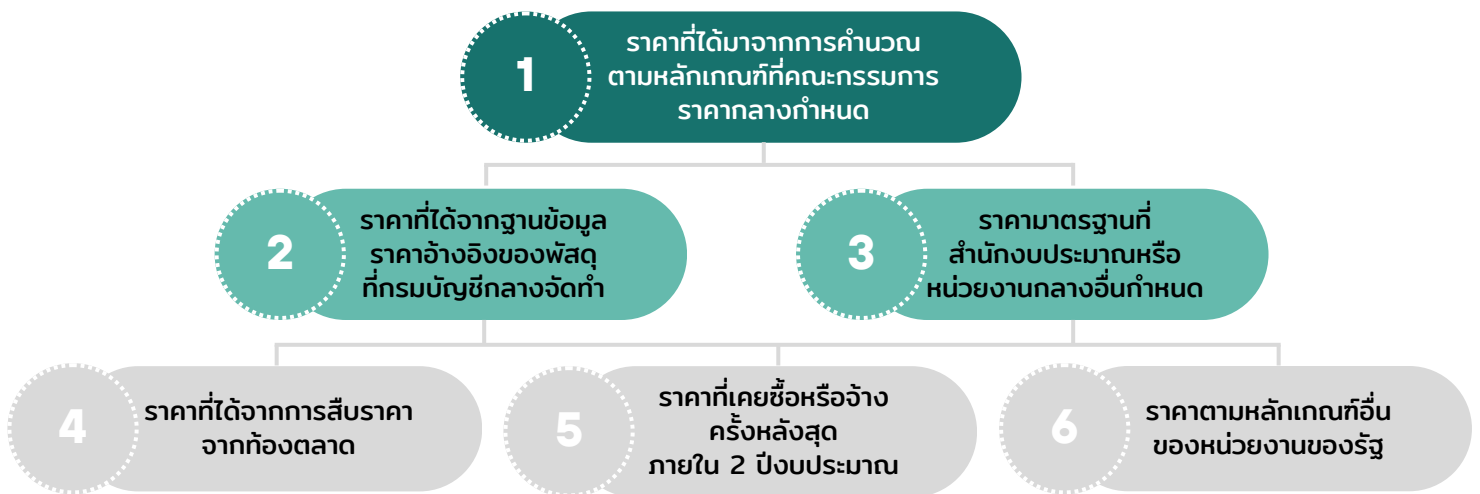 1
ราคาที่ได้มาจากการคำนวณ
ตามหลักเกณฑ์ที่คณะกรรมการ
ราคากลางกำหนด
2
ราคาที่ได้จากฐานข้อมูล
ราคาอ้างอิงของพัสดุ
ที่กรมบัญชีกลางจัดทำ
3
ราคามาตรฐานที่
สำนักงบประมาณหรือ
หน่วยงานกลางอื่นกำหนด
4
ราคาที่ได้จากการสืบราคา
จากท้องตลาด
5
ราคาที่เคยซื้อหรือจ้าง
ครั้งหลังสุด
ภายใน 2 ปีงบประมาณ
6
ราคาตามหลักเกณฑ์อื่น
ของหน่วยงานของรัฐ